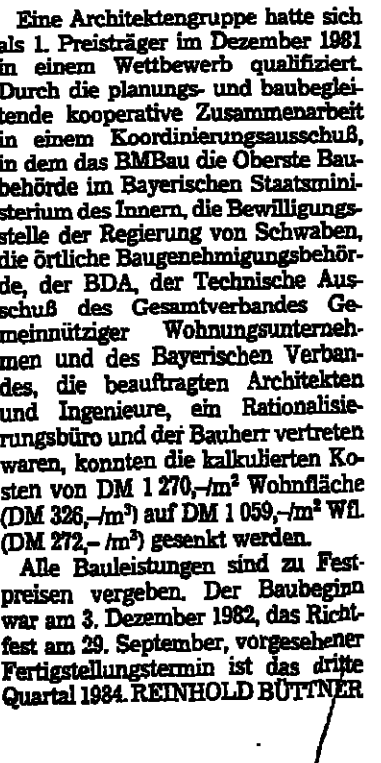 Eine Architektengruppe hatte sich
als 1. Preisträger im Dezember 1981
in einem Wettbewerb qualifiziert.
Durch die planungs- und baubeglei-
tende kooperative Zusammenarbeit
in einem Koordinierungsausschuß,
in dem das BMBau die Oberste Bau-
behörde im Bayerischen Staatsmini-
sterium des Innern, die Bewilligungs-
stelle der Regierung von Schwaben,
die örtliche Baugenehmigungsbehör-
de, der BDA, der Technische Aus-
schuß des Gesamtverbandes Ge-
meinnütziger Wohnungsunterneh-
men und des Bayerischen Verban-
des, die beauftragten Architekten
und Ingenieure, ein Rationalisie-
rungsbüro und der Bauherr vertreten
waren, konnten die kalkulierten Ko-
sten von DM 1 270,–/m² Wohnfläche
(DM 326,–/m³) auf DM 1 059,–/m² Wfl.
(DM 272,– /m³) gesenkt werden.
Alle Bauleistungen sind zu Fest-
preisen vergeben. Der Baubeginn
war am 3. Dezember 1982, das Richt-
fest am 29. September, vorgesehener
Fertigstellungstermin ist das dritte
Quartal 1984. REINHOLD BÜTTNER